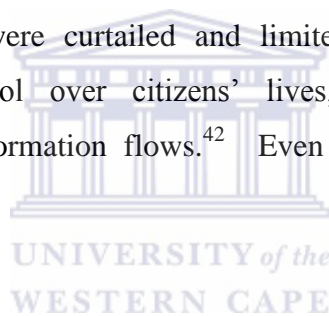 were curtailed and limite
ol over citizens’ lives,
ormation flows.⁴² Even
UNIVERSITY of the
WESTERN CAPE